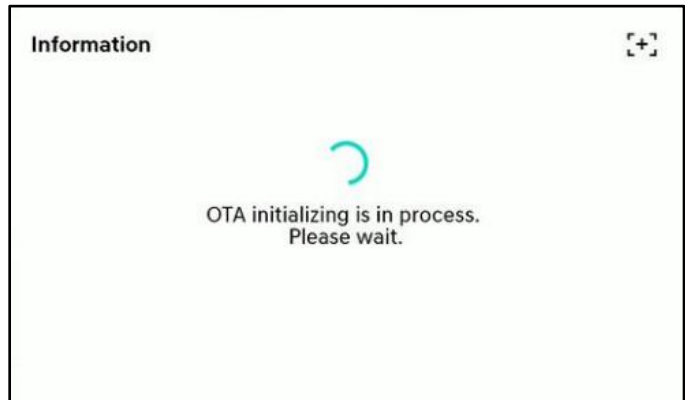 Information
OTA initializing is in process.
Please wait.